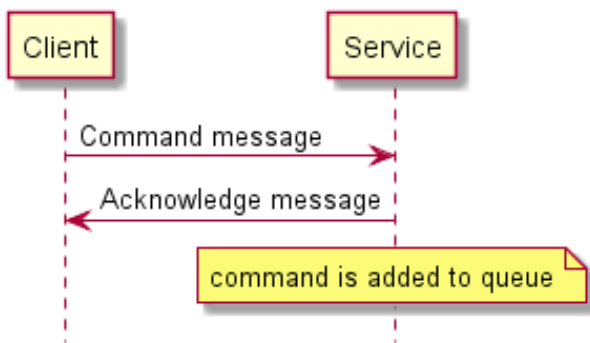 Client
Service
Command message
Acknowledge message
command is added to queue